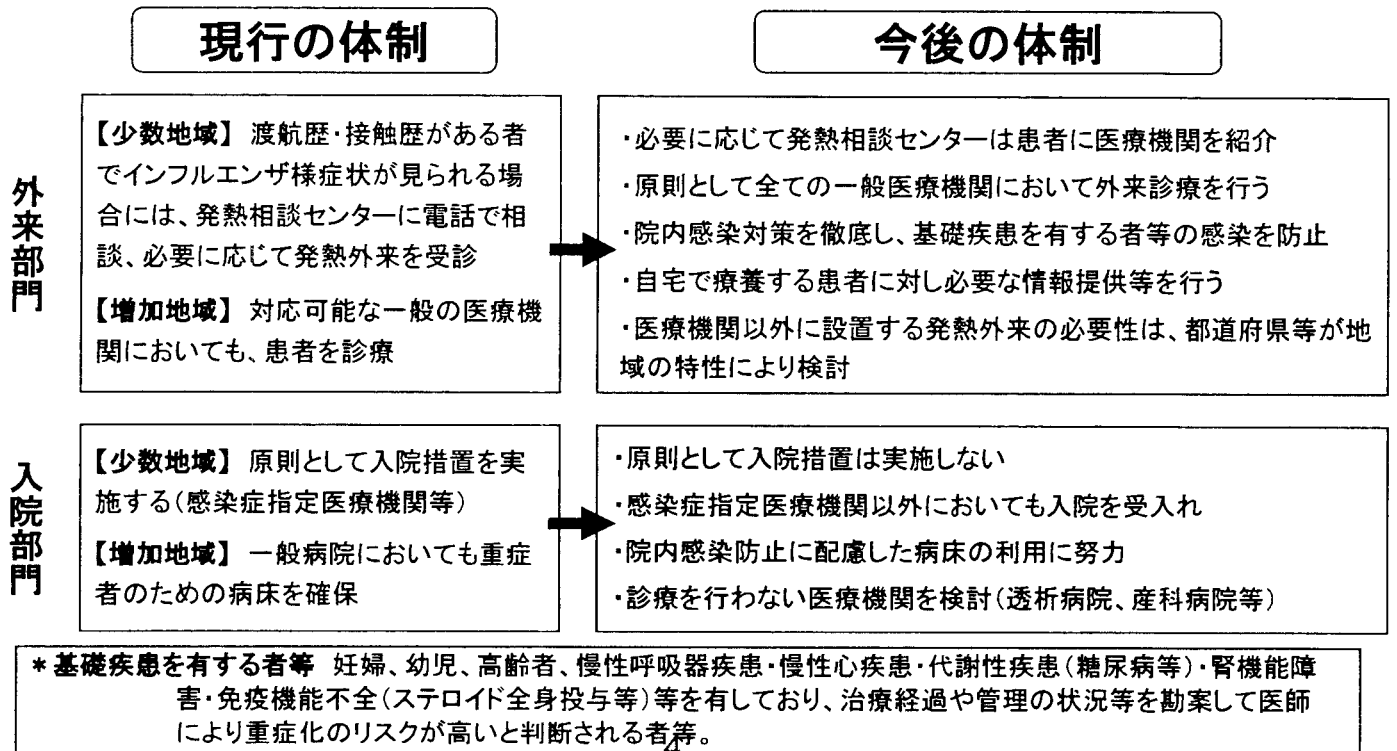 現行の体制
今後の体制
外来部門
【少数地域】 渡航歴・接触歴がある者
でインフルエンザ様症状が見られる場
合には、発熱相談センターに電話で相
談、必要に応じて発熱外来を受診
【増加地域】 対応可能な一般の医療機
関においても、患者を診療
・必要に応じて発熱相談センターは患者に医療機関を紹介
・原則として全ての一般医療機関において外来診療を行う
・院内感染対策を徹底し、基礎疾患を有する者等の感染を防止
・自宅で療養する患者に対し必要な情報提供等を行う
・医療機関以外に設置する発熱外来の必要性は、都道府県等が地
域の特性により検討
入院部門
【少数地域】 原則として入院措置を実
施する(感染症指定医療機関等)
【増加地域】 一般病院においても重症
者のための病床を確保
・原則として入院措置は実施しない
・感染症指定医療機関以外においても入院を受入れ
・院内感染防止に配慮した病床の利用に努力
・診療を行わない医療機関を検討(透析病院、産科病院等)
*基礎疾患を有する者等 妊婦、幼児、高齢者、慢性呼吸器疾患・慢性心疾患・代謝性疾患(糖尿病等)・腎機能障
害・免疫機能不全(ステロイド全身投与等)等を有しており、治療経過や管理の状況等を勘案して医師
により重症化のリスクが高いと判断される者等。
4